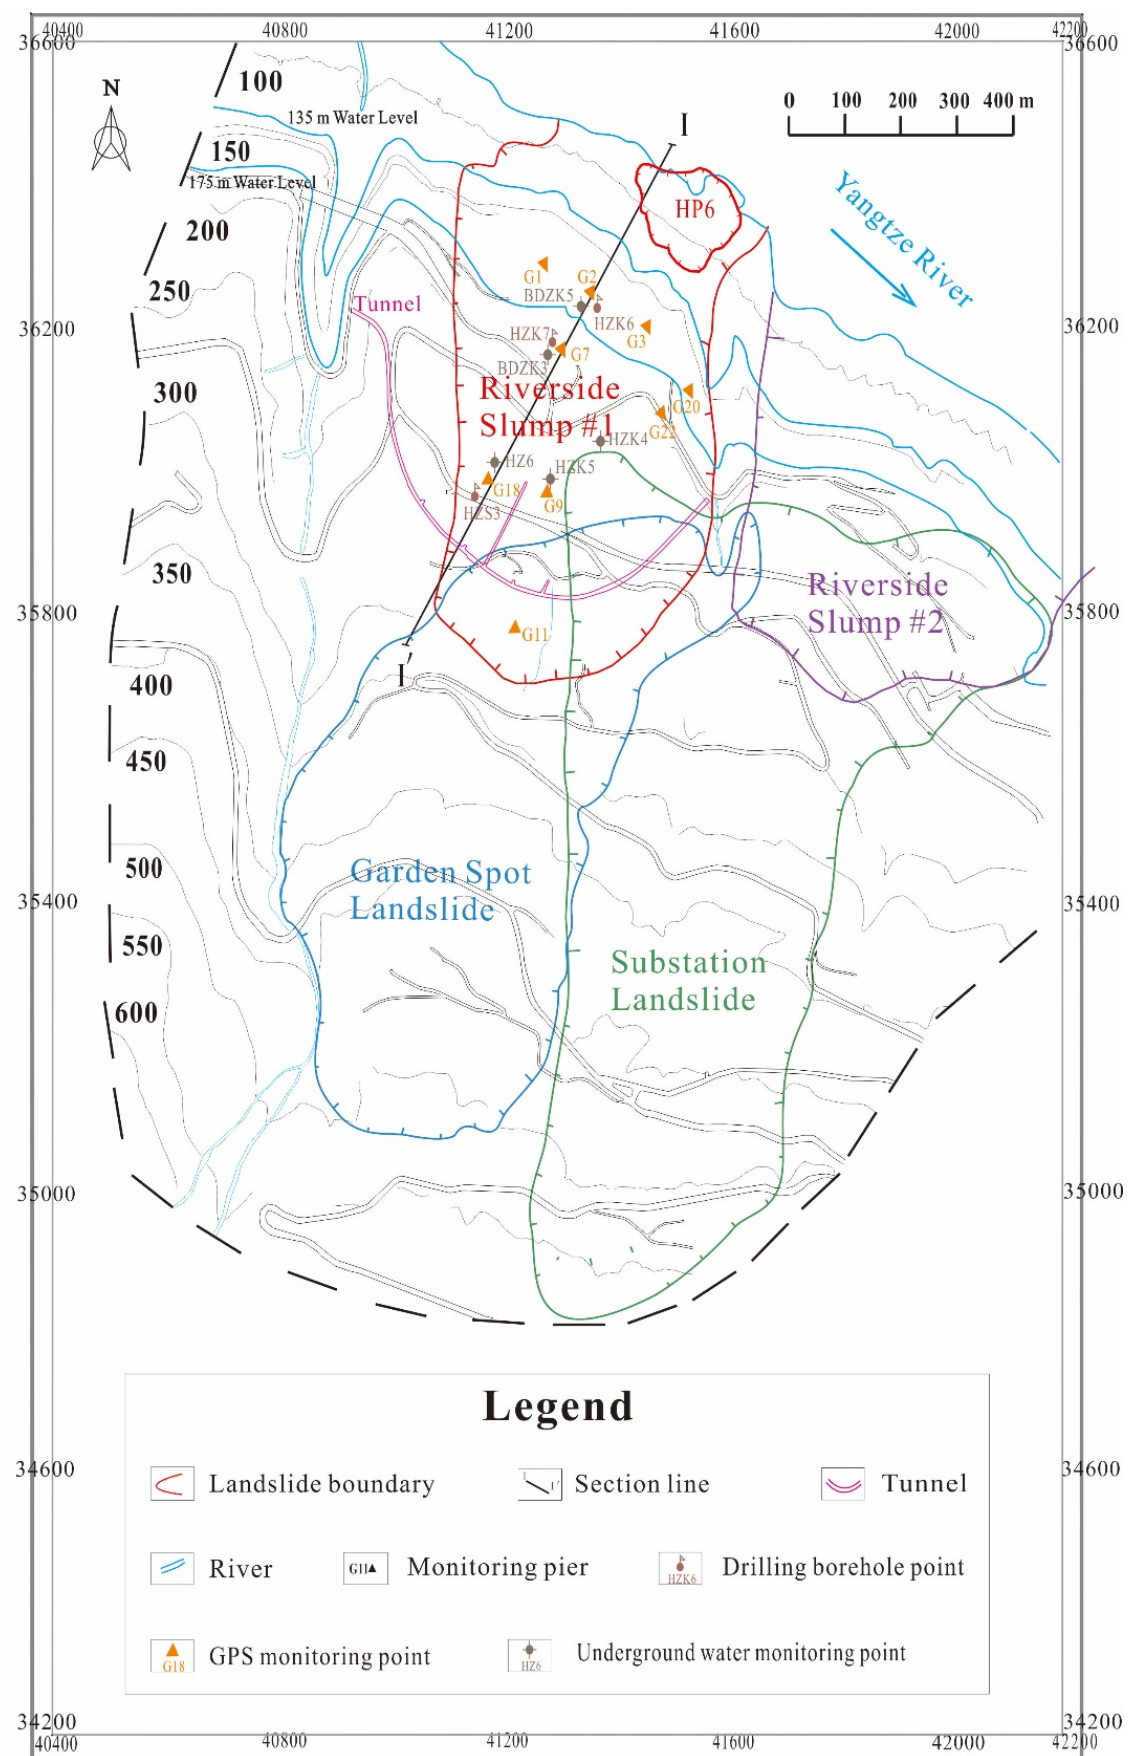 40400 40800 41200 41600 42000 42200
36600 36600
N
100
135 m Water Level
0 100 200 300 400 m
I
150
175 m Water Level
HP6
Yangtze River
200
250
G1
G2
BDZK5
Tunnel
HZK6
36200 36200
HZK7
G3
G7
BDZK3
300
Riverside
Slump #1
G20
G22
HZK4
HZ6
HZK5
G18
G9
HZS3
350
Riverside
Slump #2
35800 35800
G11
I'
400
450
500
Garden Spot
Landslide
35400 35400
550
Substation
Landslide
600
35000 35000
Legend
34600 34600
Landslide boundary
I I'
Section line
Tunnel
River
G11
Monitoring pier
HZK6
Drilling borehole point
G18
GPS monitoring point
HZ6
Underground water monitoring point
34200 34200
40400 40800 41200 41600 42000 42200